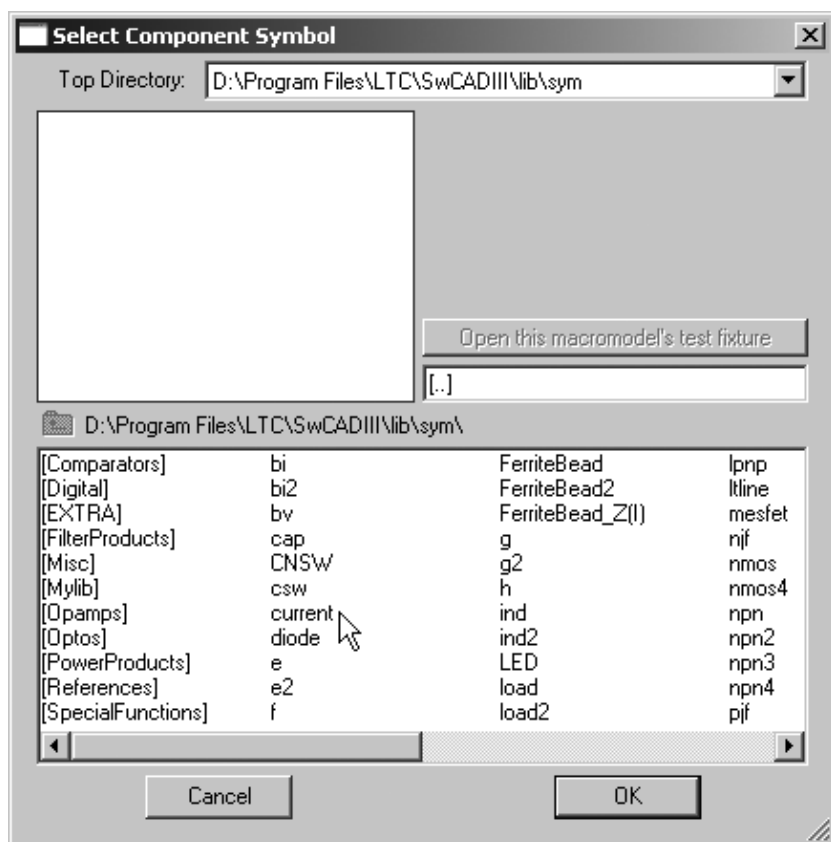 Select Component Symbol
Top Directory: D:\Program Files\LTC\SwCADIII\lib\sym
Open this macromodel's test fixture
[..]
D:\Program Files\LTC\SwCADIII\lib\sym\
[Comparators] bi FerriteBead lpnp
[Digital] bi2 FerriteBead2 ltline
[EXTRA] bv FerriteBead_Z(I) mesfet
[FilterProducts] cap g njf
[Misc] CNSW g2 nmos
[Mylib] csw h nmos4
[Opamps] current ind npn
[Optos] diode ind2 npn2
[PowerProducts] e LED npn3
[References] e2 load npn4
[SpecialFunctions] f load2 pjf
Cancel OK